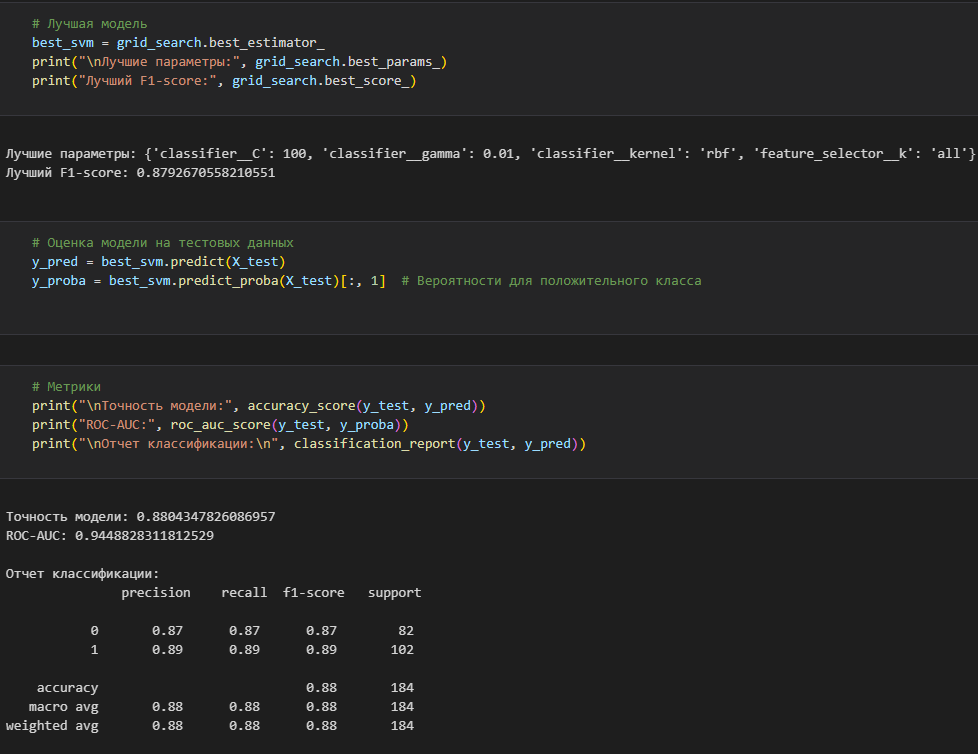 # Лучшая модель
best_svm = grid_search.best_estimator_
print("\nЛучшие параметры:", grid_search.best_params_)
print("Лучший F1-score:", grid_search.best_score_)
Лучшие параметры: {'classifier__C': 100, 'classifier__gamma': 0.01, 'classifier__kernel': 'rbf', 'feature_selector__k': 'all'}
Лучший F1-score: 0.8792670558210551
# Оценка модели на тестовых данных
y_pred = best_svm.predict(X_test)
y_proba = best_svm.predict_proba(X_test)[:, 1]  # Вероятности для положительного класса
# Метрики
print("\nТочность модели:", accuracy_score(y_test, y_pred))
print("ROC-AUC:", roc_auc_score(y_test, y_proba))
print("\nОтчет классификации:\n", classification_report(y_test, y_pred))
Точность модели: 0.8804347826086957
ROC-AUC: 0.9448828311812529
Отчет классификации:
precision    recall  f1-score   support
0       0.87      0.87      0.87        82
1       0.89      0.89      0.89       102
accuracy                           0.88       184
macro avg       0.88      0.88      0.88       184
weighted avg       0.88      0.88      0.88       184